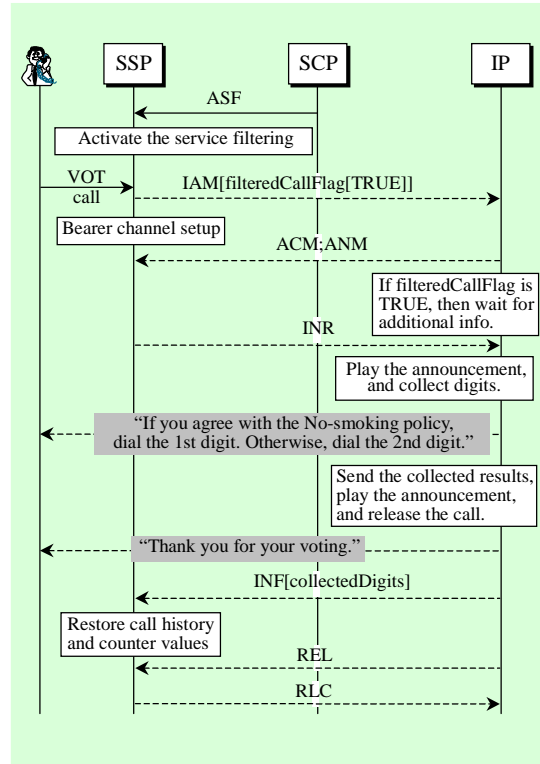 SSP
SCP
IP
ASF
Activate the service filtering
VOT
call
IAM[filteredCallFlag[TRUE]]
Bearer channel setup
ACM;ANM
If filteredCallFlag is
TRUE, then wait for
additional info.
INR
Play the announcement,
and collect digits.
“If you agree with the No-smoking policy,
dial the 1st digit. Otherwise, dial the 2nd digit.”
Send the collected results,
play the announcement,
and release the call.
“Thank you for your voting.”
INF[collectedDigits]
Restore call history
and counter values
REL
RLC